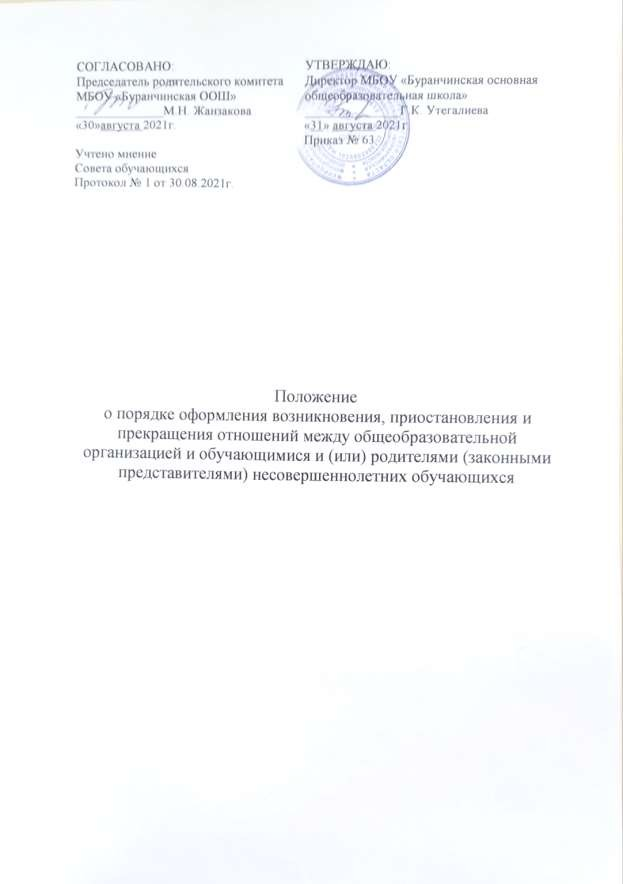 СОГЛАСОВАНО:
Председатель родительского комитета
МБОУ «Буранчинская ООШ»
М.Н. Жанзакова
«30»августа 2021г.
Учтено мнение
Совета обучающихся
Протокол № 1 от 30.08.2021г.
УТВЕРЖДАЮ:
Директор МБОУ «Буранчинская основная
общеобразовательная школа»
Г.К. Утегалиева
«31» августа 2021г
Приказ № 63
Положение
о порядке оформления возникновения, приостановления и
прекращения отношений между общеобразовательной
организацией и обучающимися и (или) родителями (законными
представителями) несовершеннолетних обучающихся